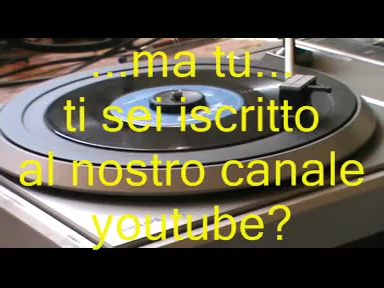 ...ma tu...
ti sei iscritto
al nostro canale
youtube?